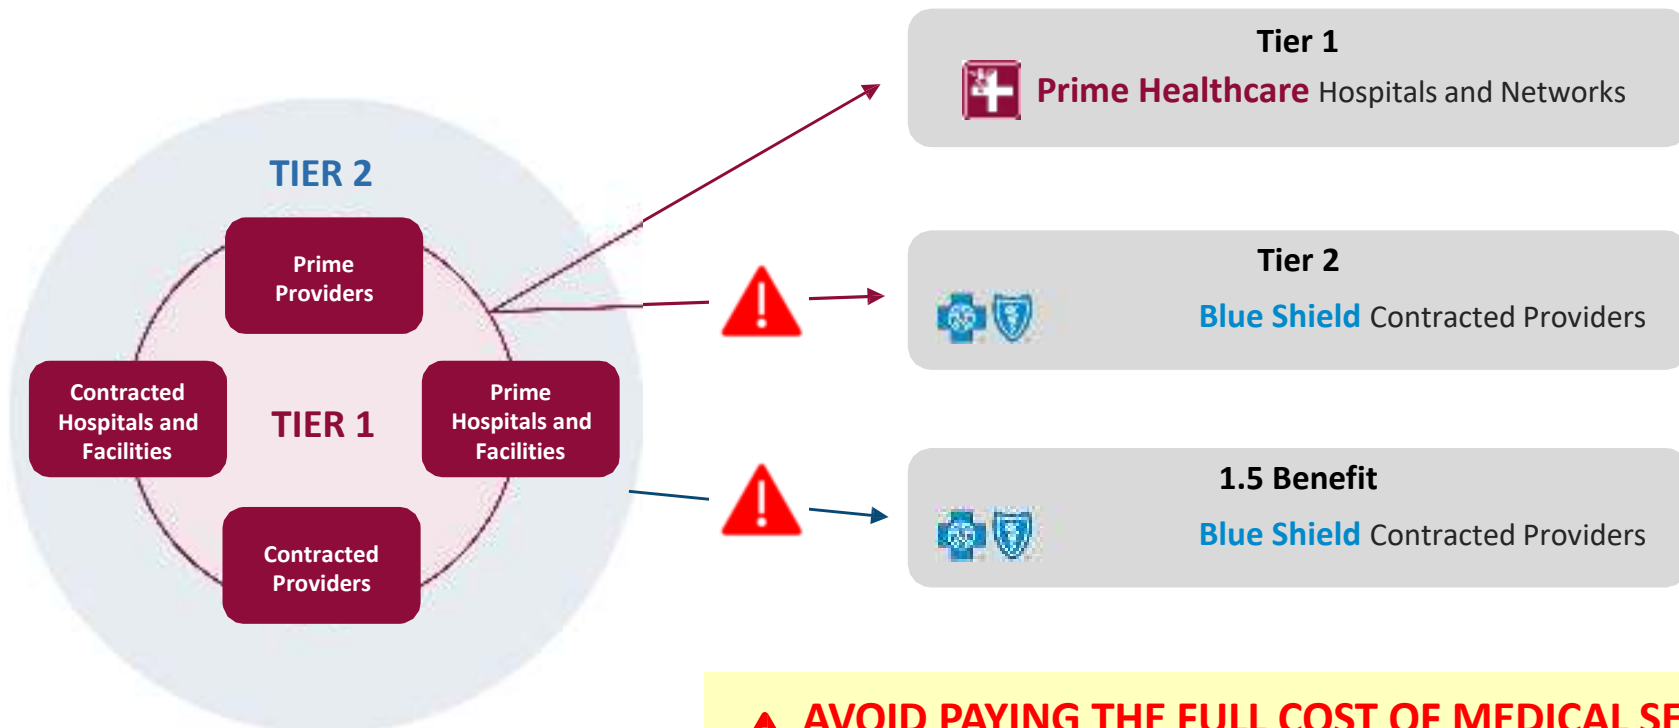 TIER 2
Prime
Providers
Contracted
Hospitals and
Facilities
TIER 1
Prime
Hospitals and
Facilities
Contracted
Providers
Tier 1
Prime Healthcare Hospitals and Networks
Tier 2
Blue Shield Contracted Providers
1.5 Benefit
Blue Shield Contracted Providers
AVOID PAYING THE FULL COST OF MEDICAL